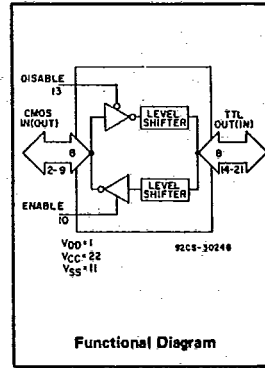 DISABLE
13
CMOS
IN(OUT)
TTL
OUT(IN)
LEVEL
SHIFTER
8
8
2-9
14-21
LEVEL
SHIFTER
ENABLE
10
VDD=1
VCC=22
VSS=11
92CS-30248
Functional Diagram